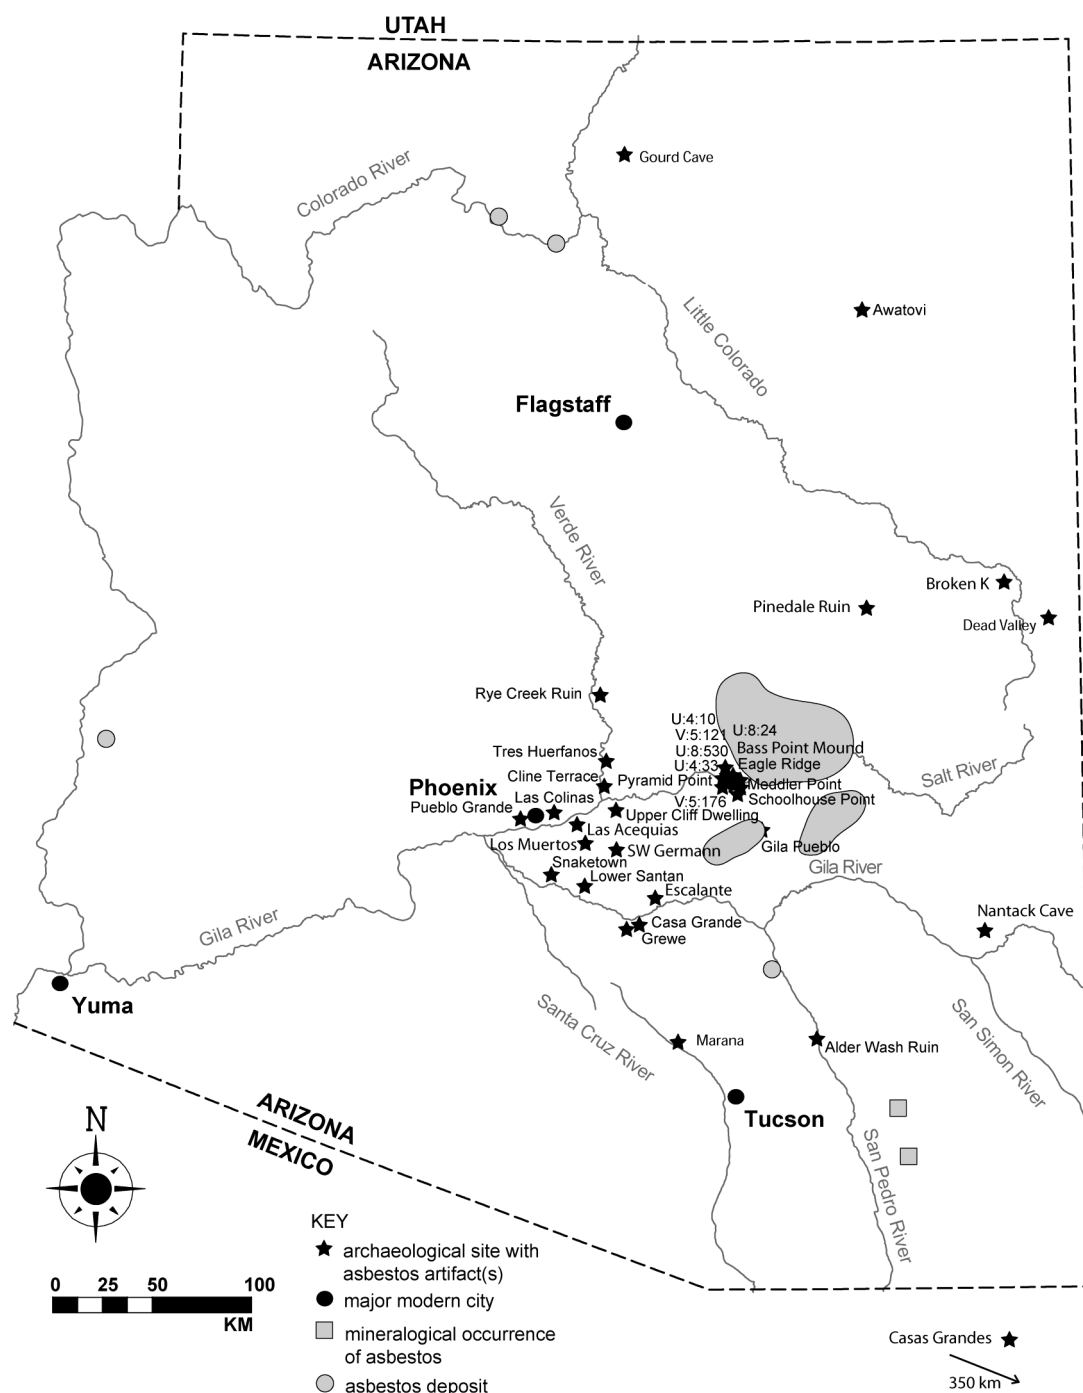 UTAH
ARIZONA
Colorado River
Gourd Cave
Little Colorado
Awatovi
Flagstaff
Verde River
Broken K
Pinedale Ruin
Dead Valley
Rye Creek Ruin
U:4:10
U:8:24
V:5:121
Bass Point Mound
U:8:530
Tres Huerfanos
U:4:33
Eagle Ridge
Cline Terrace
Pyramid Point
Meddler Point
Salt River
Phoenix
Las Colinas
V:5:176
Schoolhouse Point
Pueblo Grande
Upper Cliff Dwelling
Las Acequias
Los Muertos
SW Germann
Gila Pueblo
Snaketown
Gila River
Lower Santan
Escalante
Nantack Cave
Gila River
Casa Grande
Grewe
Yuma
Santa Cruz River
San Simon River
Marana
Alder Wash Ruin
Tucson
San Pedro River
ARIZONA
MEXICO
N
KEY
archaeological site with
asbestos artifact(s)
major modern city
mineralogical occurrence
of asbestos
asbestos deposit
0 25 50 100
KM
Casas Grandes
350 km